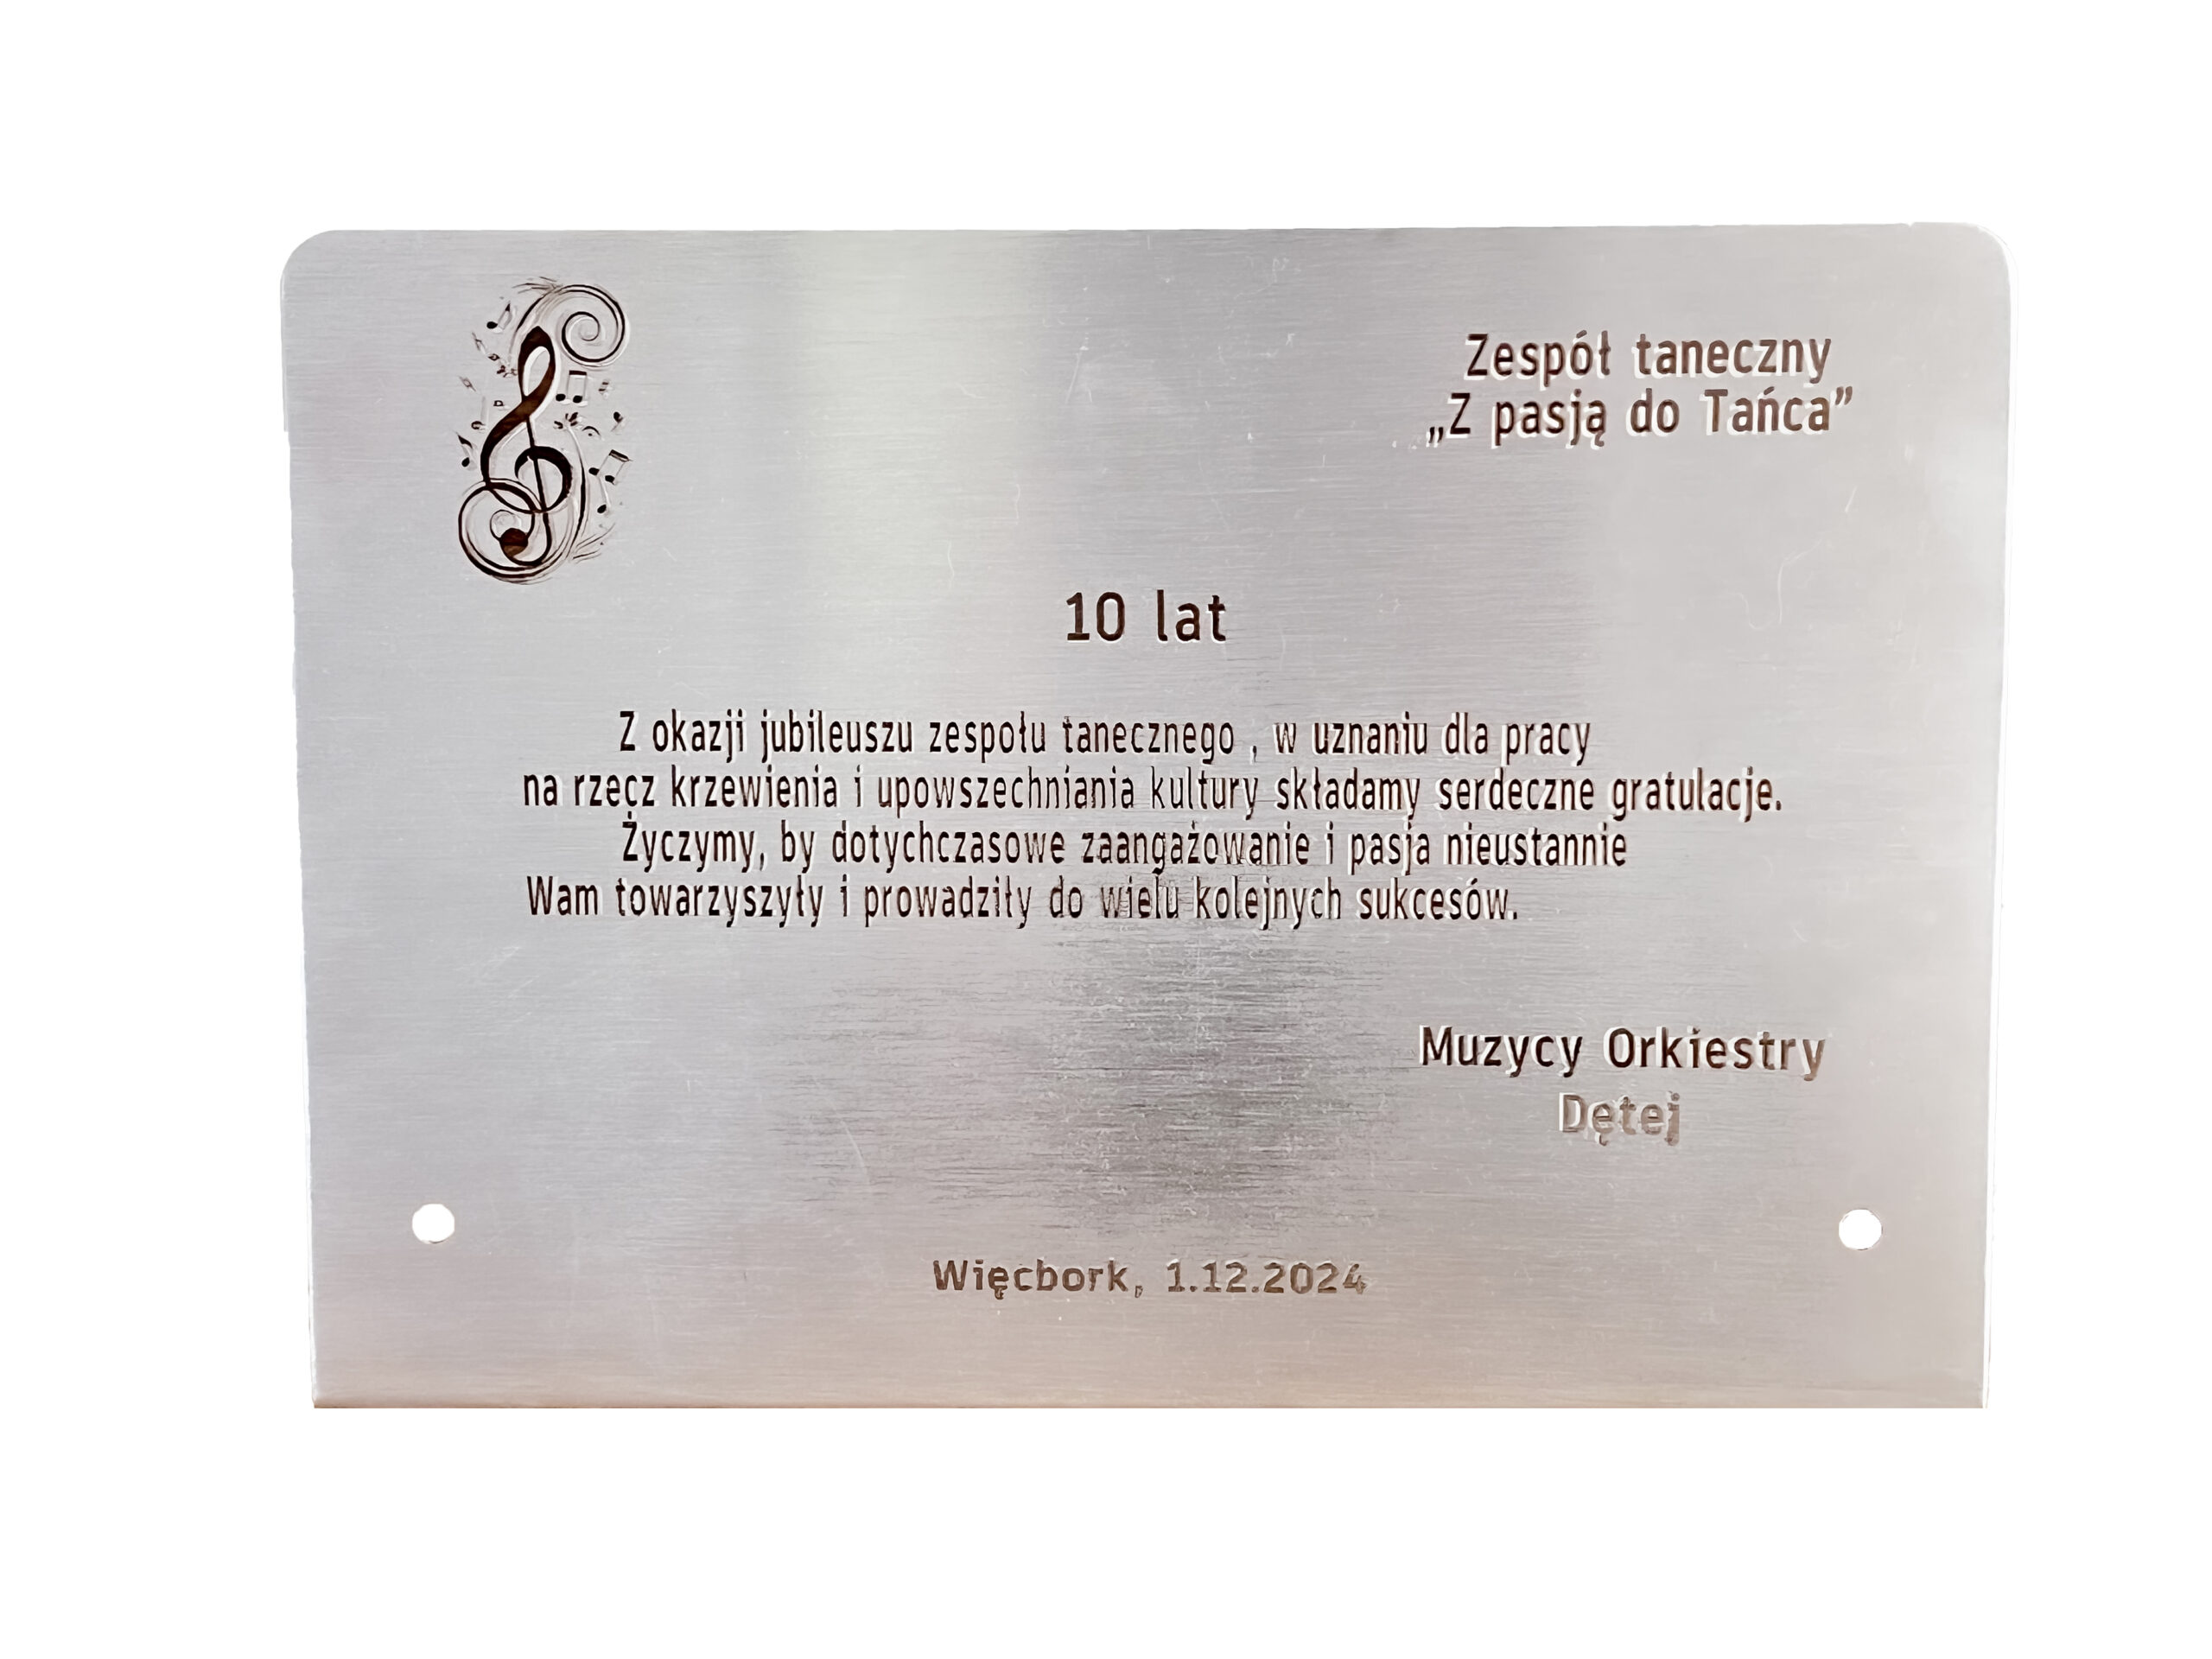 Zespół taneczny
„Z pasją do Tańca”
10 lat
Z okazji jubileuszu zespołu tanecznego , w uznaniu dla pracy
na rzecz krzewienia i upowszechniania kultury składamy serdeczne gratulacje.
Życzymy, by dotychczasowe zaangażowanie i pasja nieustannie
Wam towarzyszyły i prowadziły do wielu kolejnych sukcesów.
Muzycy Orkiestry
Dętej
Więcbork, 1.12.2024